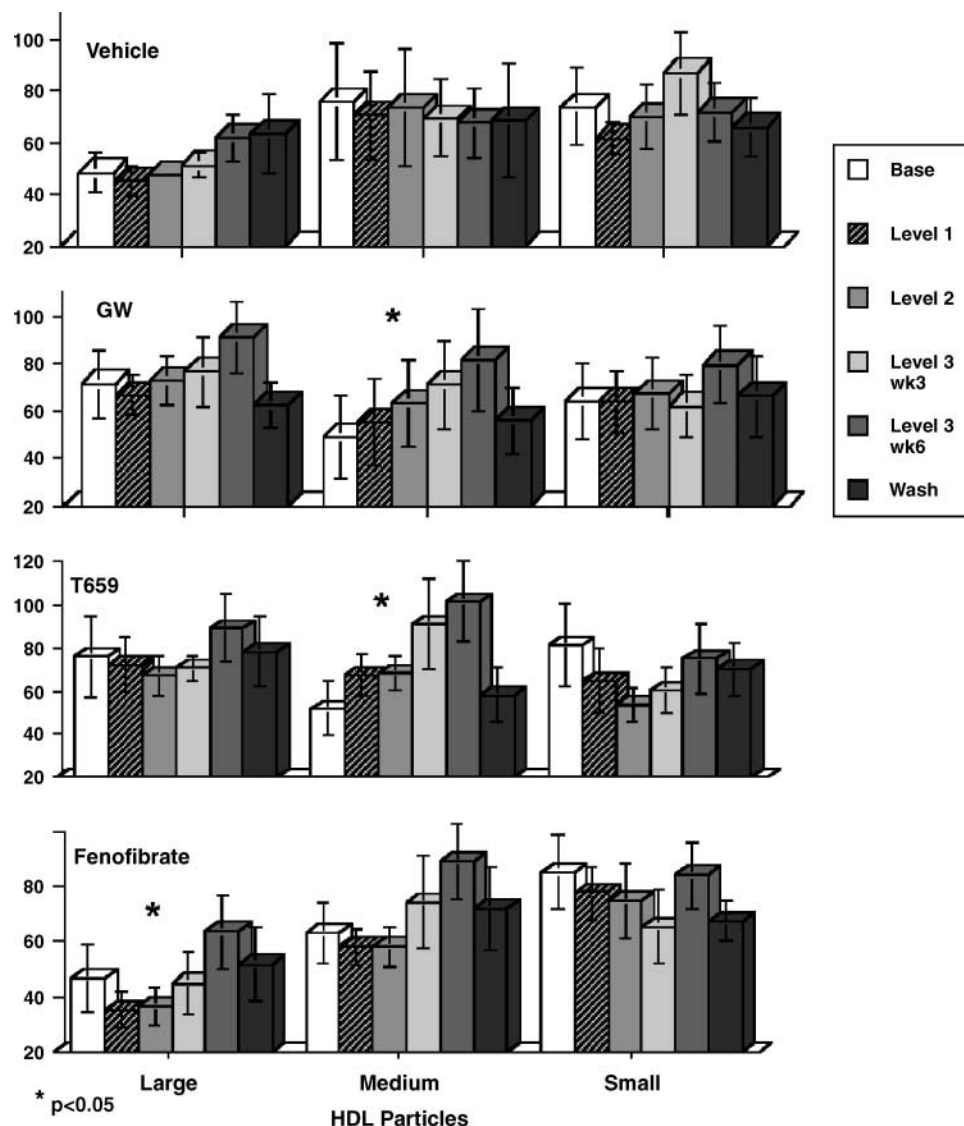 100
Vehicle
80
60
40
20
Base
Level 1
Level 2
Level 3
wk3
Level 3
wk6
Wash
GW
*
100
80
60
40
20
120
T659
*
100
80
60
40
20
Fenofibrate
*
80
60
40
20
Large
Medium
Small
* p<0.05
HDL Particles